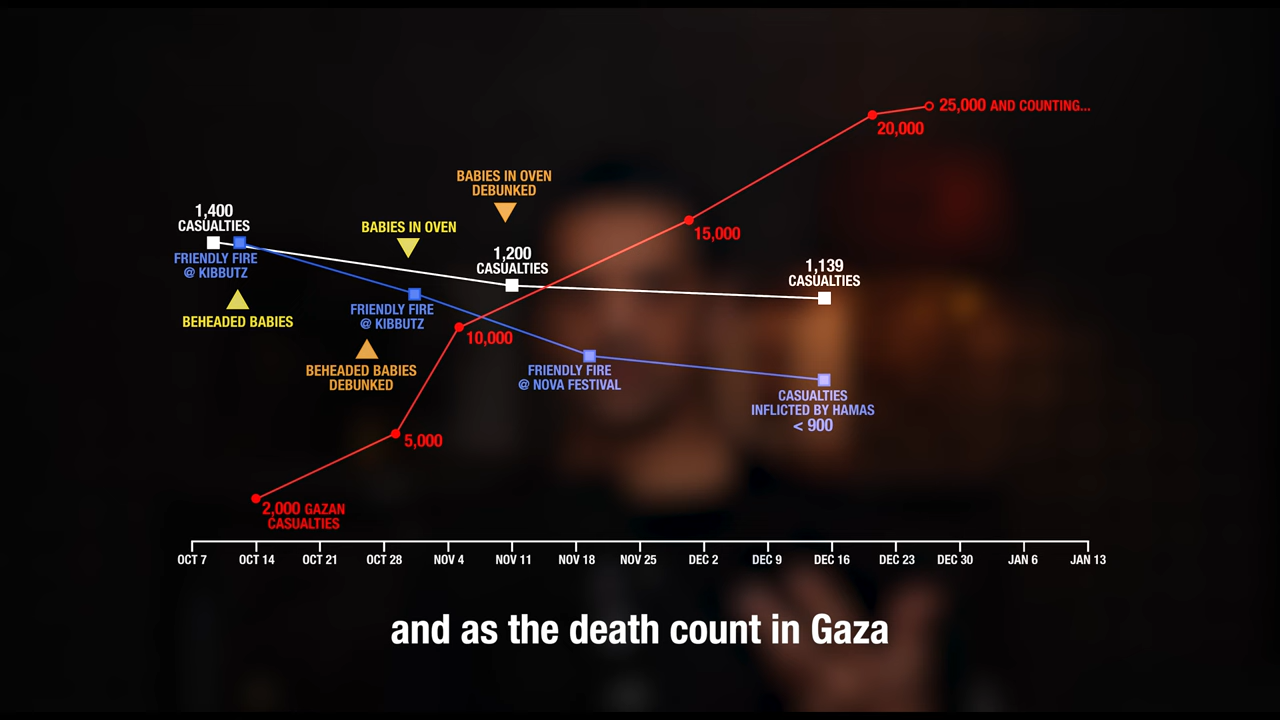 25,000 AND COUNTING...
20,000
BABIES IN OVEN
DEBUNKED
1,400
CASUALTIES
BABIES IN OVEN
15,000
FRIENDLY FIRE
@ KIBBUTZ
1,200
CASUALTIES
1,139
CASUALTIES
BEHEADED BABIES
FRIENDLY FIRE
@ KIBBUTZ
10,000
BEHEADED BABIES
DEBUNKED
FRIENDLY FIRE
@ NOVA FESTIVAL
CASUALTIES
INFLICTED BY HAMAS
< 900
5,000
2,000 GAZAN
CASUALTIES
OCT 7 OCT 14 OCT 21 OCT 28 NOV 4 NOV 11 NOV 18 NOV 25 DEC 2 DEC 9 DEC 16 DEC 23 DEC 30 JAN 6 JAN 13
and as the death count in Gaza